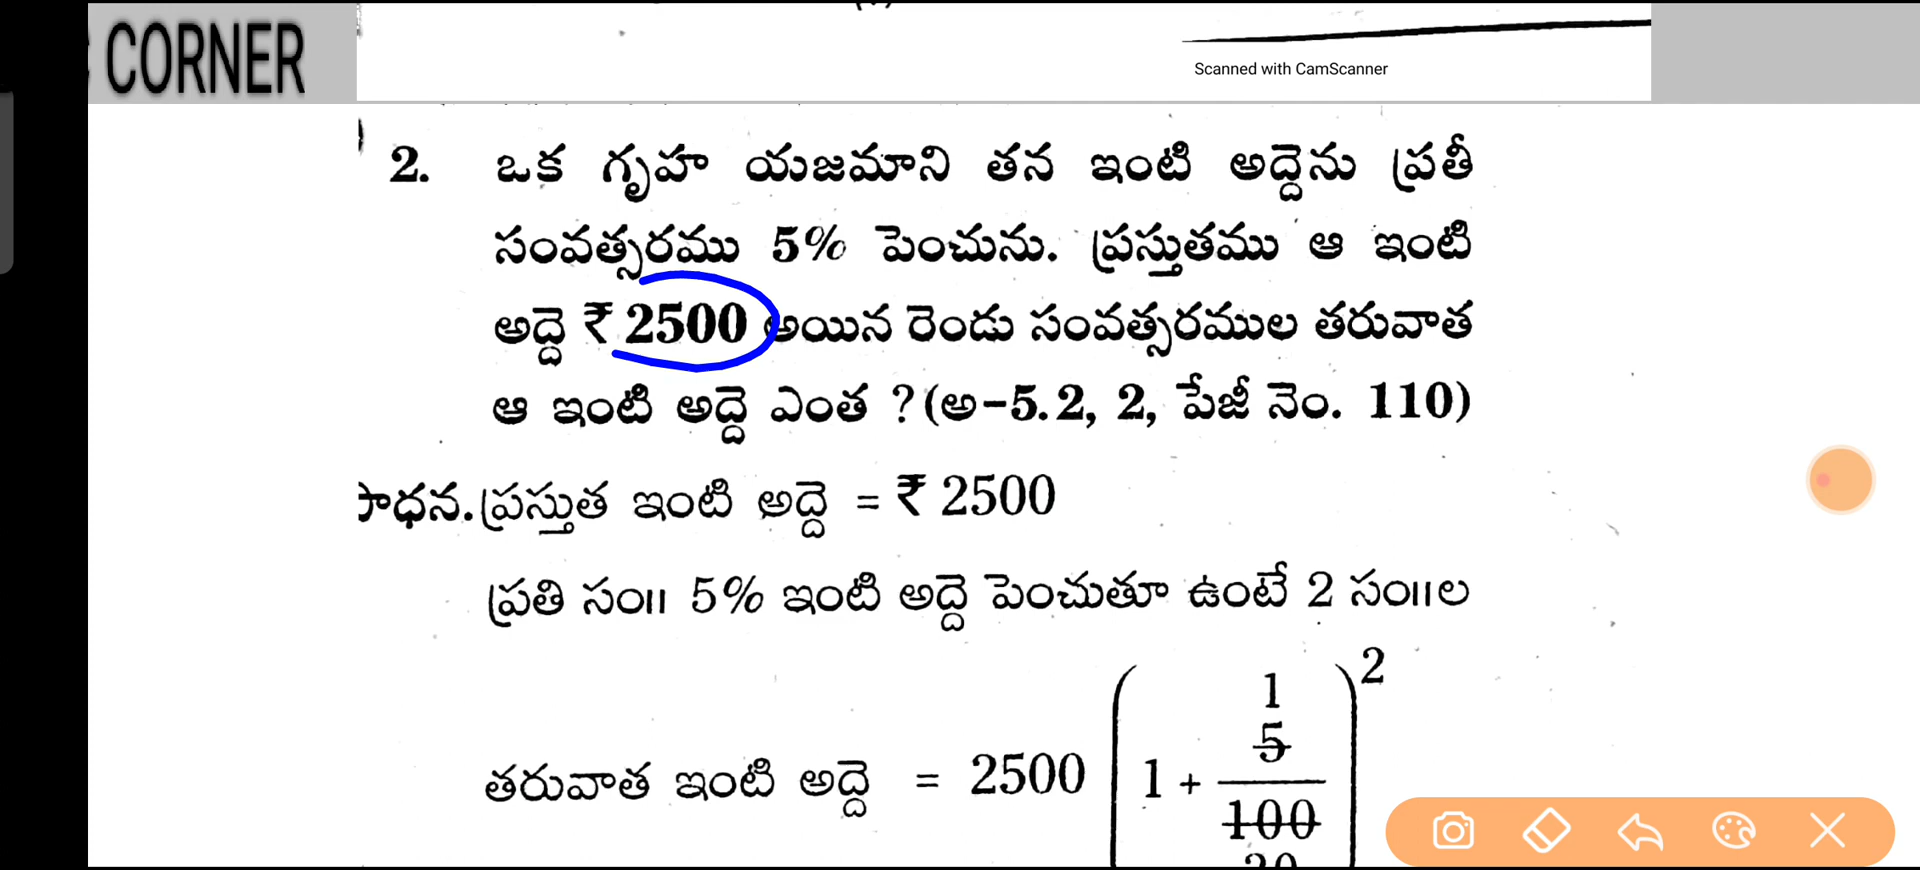 CORNER
Scanned with CamScanner
2. ఒక గృహ యజమాని తన ఇంటి అద్దెను ప్రతీ
సంవత్సరము 5% పెంచును. ప్రస్తుతము ఆ ఇంటి
అద్దె ₹ 2500 అయిన రెండు సంవత్సరముల తరువాత
ఆ ఇంటి అద్దె ఎంత ? (అ-5.2, 2, పేజీ నెం. 110)
సాధన. ప్రస్తుత ఇంటి అద్దె = ₹ 2500
ప్రతి సం॥ 5% ఇంటి అద్దె పెంచుతూ ఉంటే 2 సం॥ల
తరువాత ఇంటి అద్దె = 2500 ( 1 + 1 5 / 100 20 ) 2